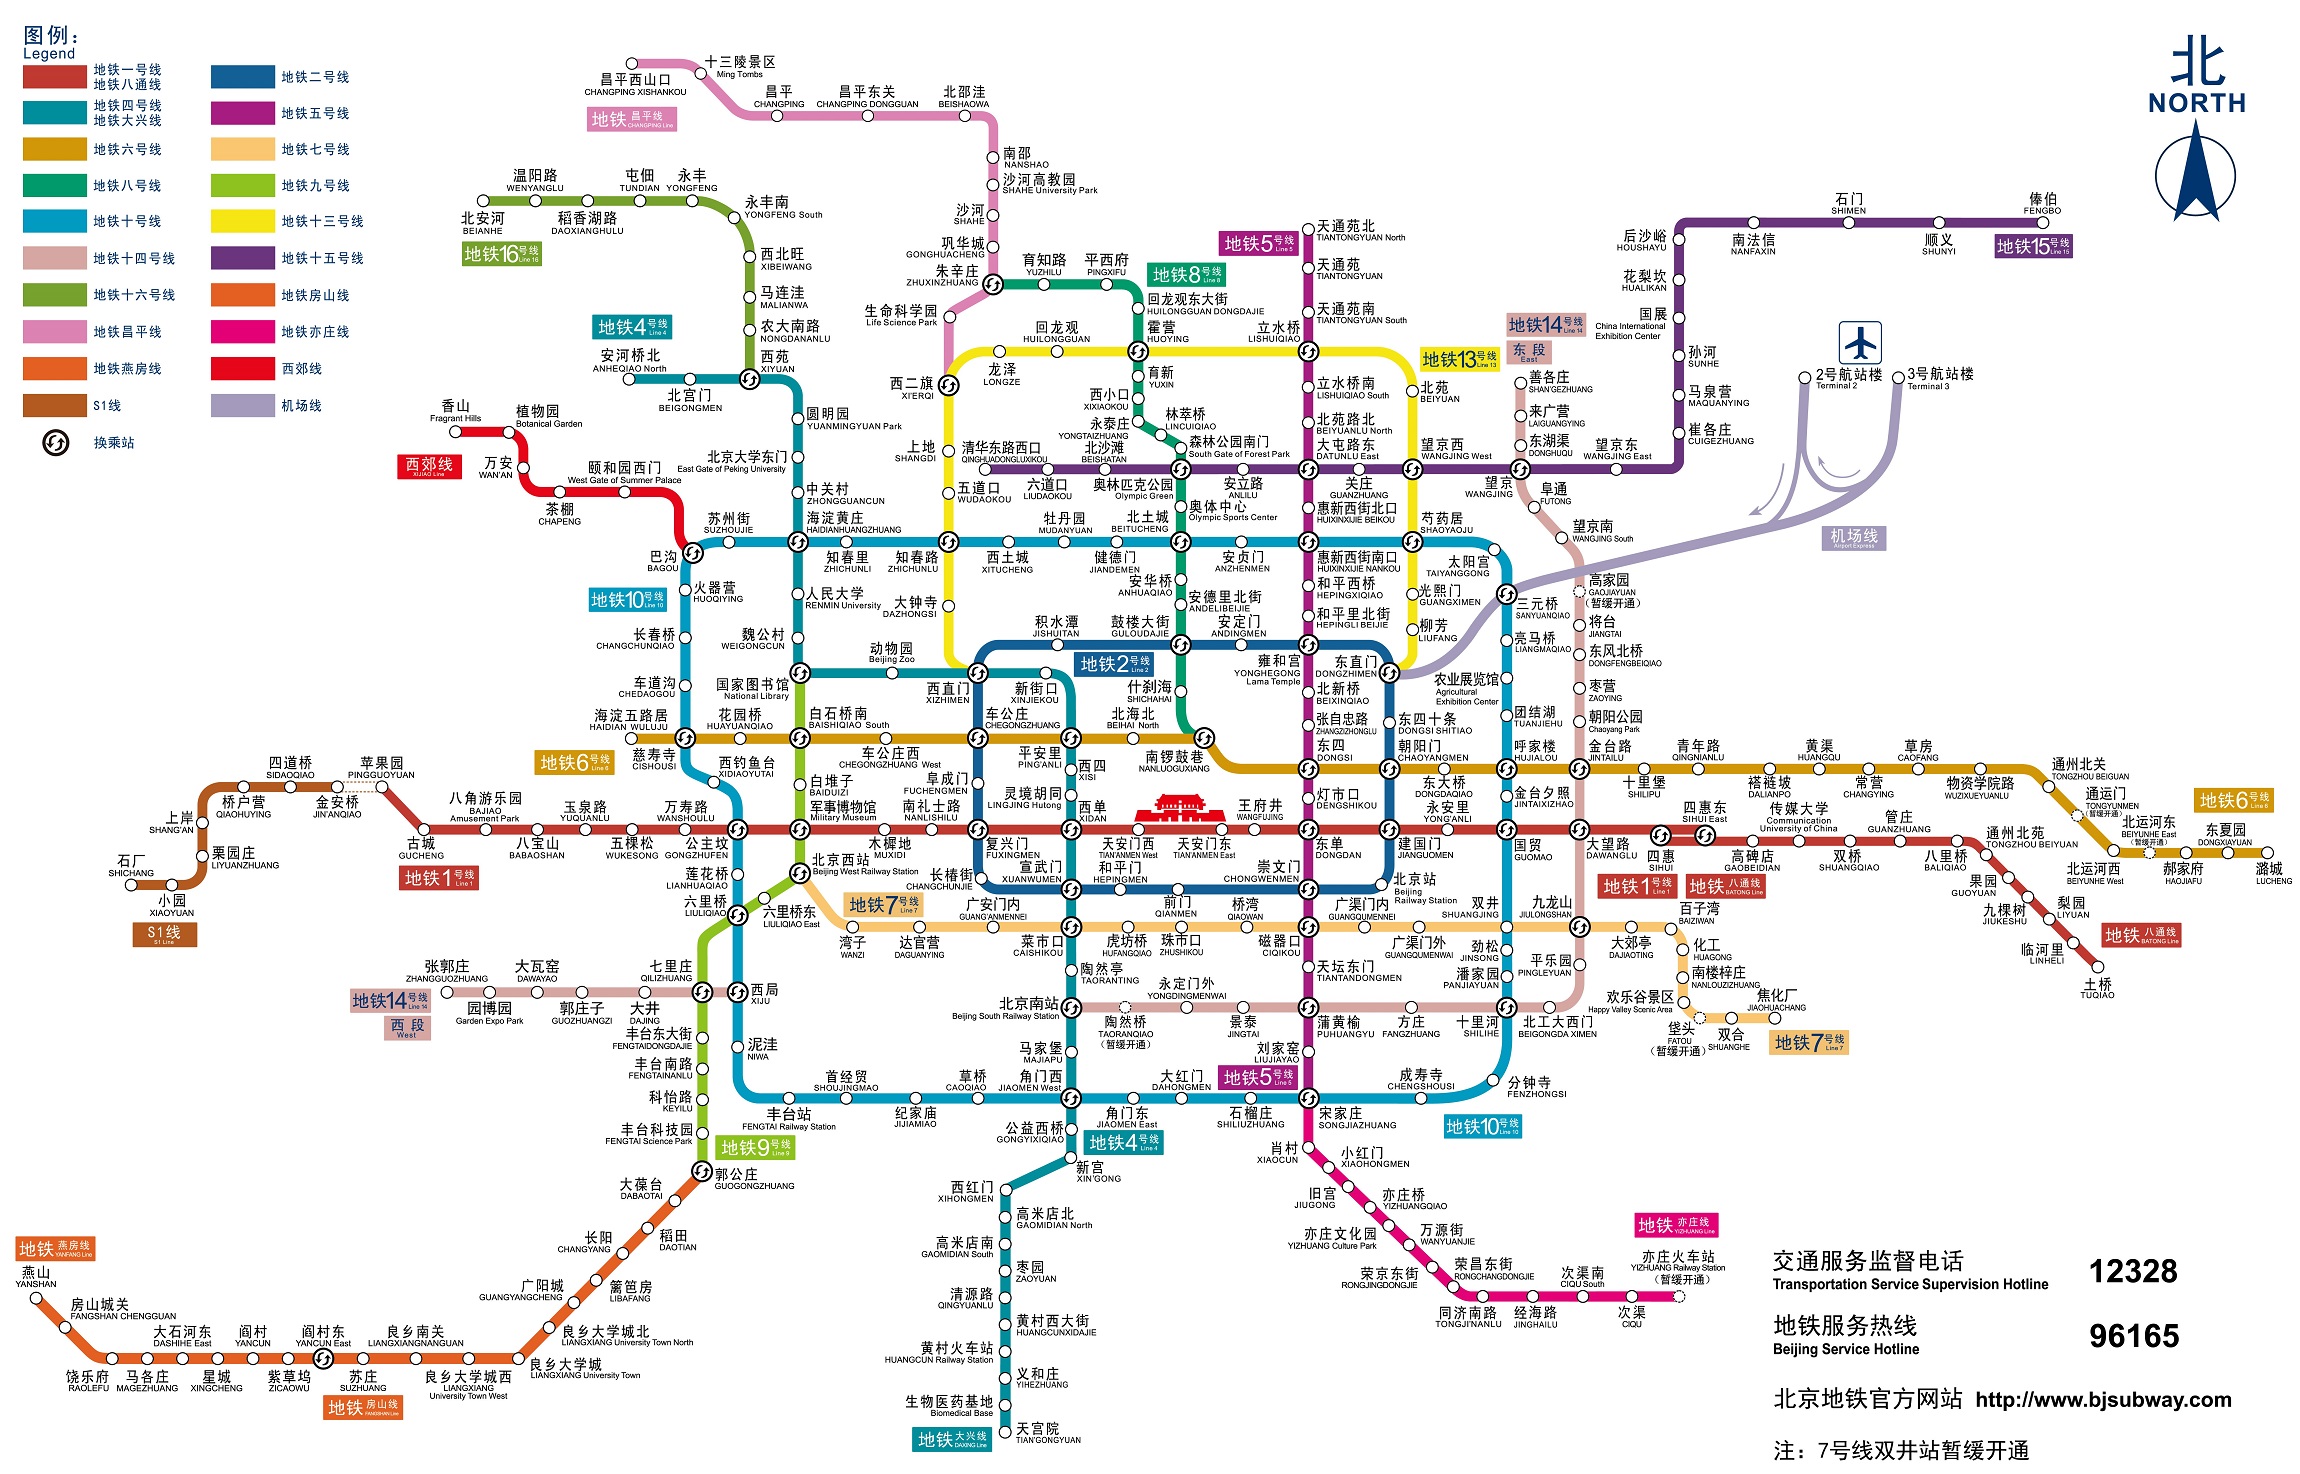 图例:
Legend
地铁一号线
地铁八通线
地铁二号线
地铁四号线
地铁大兴线
地铁五号线
地铁六号线
地铁七号线
地铁八号线
地铁九号线
地铁十号线
地铁十三号线
地铁十四号线
地铁十五号线
地铁十六号线
地铁房山线
地铁昌平线
地铁亦庄线
地铁燕房线
西郊线
S1线
机场线
换乘站
北
NORTH
昌平西山口
CHANGPING XISHANKOU
十三陵景区
Ming Tombs
地铁 昌平线
CHANGPING Line
昌平
CHANGPING
昌平东关
CHANGPING DONGGUAN
北邵洼
BEISHAOWA
南邵
NANSHAO
沙河高教园
SHAHE University Park
沙河
SHAHE
巩华城
GONGHUACHENG
朱辛庄
ZHUXINZHUANG
生命科学园
Life Science Park
西二旗
XI'ERQI
北安河
BEIANHE
温阳路
WENYANGLU
稻香湖路
DAOXIANGHULU
屯佃
TUNDIAN
永丰
YONGFENG
永丰南
YONGFENG South
西北旺
XIBEIWANG
马连洼
MALIANWA
农大南路
NONGDANANLU
西苑
XIYUAN
地铁16号线
Line 16
地铁4号线
Line 4
安河桥北
ANHEQIAO North
北宫门
BEIGONGMEN
圆明园
YUANMINGYUAN Park
北京大学东门
East Gate of Peking University
中关村
ZHONGGUANCUN
海淀黄庄
HAIDIANHUANGZHUANG
人民大学
RENMIN University
魏公村
WEIGONGCUN
国家图书馆
National Library
动物园
Beijing Zoo
西直门
XIZHIMEN
新街口
XINJIEKOU
平安里
PING'ANLI
西四
XISI
灵境胡同
LINGJING Hutong
西单
XIDAN
宣武门
XUANWUMEN
菜市口
CAISHIKOU
陶然亭
TAORANTING
北京南站
Beijing South Railway Station
马家堡
MAJIAPU
角门西
JIAOMEN West
公益西桥
GONGYIXIQIAO
地铁4号线
Line 4
新宫
XIN'GONG
西红门
XIHONGMEN
高米店北
GAOMIDIAN North
高米店南
GAOMIDIAN South
枣园
ZAOYUAN
清源路
QINGYUANLU
黄村西大街
HUANGCUNXIDAJIE
黄村火车站
HUANGCUN Railway Station
义和庄
YIHEZHUANG
生物医药基地
Biomedical Base
天宫院
TIAN'GONGYUAN
地铁 大兴线
DAXING Line
香山
Fragrant Hills
植物园
Botanical Garden
万安
WAN'AN
茶棚
CHAPENG
颐和园西门
West Gate of Summer Palace
西郊线
XIJIAO Line
巴沟
BAGOU
育知路
YUZHILU
平西府
PINGXIFU
地铁8号线
Line 8
回龙观东大街
HUILONGGUAN DONGDAJIE
霍营
HUOYING
育新
YUXIN
西小口
XIXIAOKOU
永泰庄
YONGTAIZHUANG
林萃桥
LINCUIQIAO
森林公园南门
South Gate of Forest Park
奥林匹克公园
Olympic Green
奥体中心
Olympic Sports Center
北土城
BEITUCHENG
安华桥
ANHUAQIAO
安德里北街
ANDELIBEIJIE
鼓楼大街
GULOUDAJIE
什刹海
SHICHAHAI
南锣鼓巷
NANLUOGUXIANG
龙泽
LONGZE
回龙观
HUILONGGUAN
立水桥
LISHUIQIAO
地铁13号线
Line 13
北苑
BEIYUAN
望京西
WANGJING West
芍药居
SHAOYAOJU
光熙门
GUANGXIMEN
柳芳
LIUFANG
东直门
DONGZHIMEN
上地
SHANGDI
五道口
WUDAOKOU
知春路
ZHICHUNLU
大钟寺
DAZHONGSI
地铁5号线
Line 5
天通苑北
TIANTONGYUAN North
天通苑
TIANTONGYUAN
天通苑南
TIANTONGYUAN South
立水桥南
LISHUIQIAO South
北苑路北
BEIYUANLU North
大屯路东
DATUNLU East
惠新西街北口
HUIXINXIJIE BEIKOU
惠新西街南口
HUIXINXIJIE NANKOU
和平西桥
HEPINGXIQIAO
和平里北街
HEPINGLI BEIJIE
雍和宫
YONGHEGONG
Lama Temple
北新桥
BEIXINQIAO
张自忠路
ZHANGZIZHONGLU
东四
DONGSI
灯市口
DENGSHIKOU
东单
DONGDAN
崇文门
CHONGWENMEN
磁器口
CIQIKOU
天坛东门
TIANTANDONGMEN
蒲黄榆
PUHUANGYU
刘家窑
LIUJIAYAO
地铁5号线
Line 5
宋家庄
SONGJIAZHUANG
清华东路西口
QINGHUADONGLUXIKOU
六道口
LIUDAOKOU
北沙滩
BEISHATAN
安立路
ANLILU
关庄
GUANZHUANG
望京
WANGJING
望京东
WANGJING East
崔各庄
CUIGEZHUANG
马泉营
MAQUANYING
孙河
SUNHE
国展
China International
Exhibition Center
花梨坎
HUALIKAN
后沙峪
HOUSHAYU
南法信
NANFAXIN
石门
SHIMEN
顺义
SHUNYI
俸伯
FENGBO
地铁15号线
Line 15
地铁14号线
Line 14
东段
East
善各庄
SHAN'GEZHUANG
来广营
LAIGUANGYING
东湖渠
DONGHUQU
阜通
FUTONG
望京南
WANGJING South
高家园
GAOJIAYUAN
(暂缓开通)
将台
JIANGTAI
东风北桥
DONGFENGBEIQIAO
枣营
ZAOYING
朝阳公园
Chaoyang Park
金台路
JINTAILU
大望路
DAWANGLU
九龙山
JIULONGSHAN
平乐园
PINGLEYUAN
北工大西门
BEIGONGDA XIMEN
十里河
SHILIHE
方庄
FANGZHUANG
景泰
JINGTAI
永定门外
YONGDINGMENWAI
陶然桥
TAORANQIAO
(暂缓开通)
2号航站楼
Terminal 2
3号航站楼
Terminal 3
机场线
Airport Express
苏州街
SUZHOUJIE
知春里
ZHICHUNLI
西土城
XITUCHENG
牡丹园
MUDANYUAN
健德门
JIANDEMEN
安贞门
ANZHENMEN
太阳宫
TAIYANGGONG
三元桥
SANYUANQIAO
亮马桥
LIANGMAQIAO
农业展览馆
Agricultural
Exhibition Center
团结湖
TUANJIEHU
呼家楼
HUJIALOU
金台夕照
JINTAIXIZHAO
国贸
GUOMAO
双井
SHUANGJING
劲松
JINSONG
潘家园
PANJIAYUAN
分钟寺
FENZHONGSI
成寿寺
CHENGSHOUSI
地铁10号线
Line 10
石榴庄
SHILIUZHUANG
大红门
DAHONGMEN
角门东
JIAOMEN East
草桥
CAOQIAO
纪家庙
JIJIAMIAO
首经贸
SHOUJINGMAO
丰台站
FENGTAI Railway Station
泥洼
NIWA
西局
XIJU
六里桥
LIULIQIAO
莲花桥
LIANHUAQIAO
公主坟
GONGZHUFEN
西钓鱼台
XIDIAOYUTAI
慈寿寺
CISHOUSI
车道沟
CHEDAOGOU
长春桥
CHANGCHUNQIAO
火器营
HUOQIYING
地铁10号线
Line 10
积水潭
JISHUITAN
安定门
ANDINGMEN
地铁2号线
Line 2
东四十条
DONGSI SHITIAO
朝阳门
CHAOYANGMEN
建国门
JIANGUOMEN
北京站
Beijing
Railway Station
前门
QIANMEN
和平门
HEPINGMEN
长椿街
CHANGCHUNJIE
复兴门
FUXINGMEN
阜成门
FUCHENGMEN
车公庄
CHEGONGZHUANG
海淀五路居
HAIDIAN WULUJU
地铁6号线
Line 6
花园桥
HUAYUANQIAO
白石桥南
BAISHIQIAO South
车公庄西
CHEGONGZHUANG West
北海北
BEIHAI North
东大桥
DONGDAQIAO
十里堡
SHILIPU
青年路
QINGNIANLU
褡裢坡
DALIANPO
黄渠
HUANGQU
常营
CHANGYING
草房
CAOFANG
物资学院路
WUZIXUEYUANLU
通州北关
TONGZHOU BEIGUAN
通运门
TONGYUNMEN
(暂缓开通)
北运河西
BEIYUNHE West
北运河东
BEIYUNHE East
(暂缓开通)
郝家府
HAOJIAFU
东夏园
DONGXIAYUAN
潞城
LUCHENG
地铁6号线
Line 6
石厂
SHICHANG
小园
XIAOYUAN
栗园庄
LIYUANZHUANG
上岸
SHANG'AN
桥户营
QIAOHUYING
四道桥
SIDAOQIAO
金安桥
JIN'ANQIAO
S1线
S1 Line
苹果园
PINGGUOYUAN
古城
GUCHENG
地铁1号线
Line 1
八角游乐园
BAJIAO
Amusement Park
八宝山
BABAOSHAN
玉泉路
YUQUANLU
五棵松
WUKESONG
万寿路
WANSHOULU
军事博物馆
Military Museum
木樨地
MUXIDI
南礼士路
NANLISHILU
天安门西
TIAN'ANMEN West
天安门东
TIAN'ANMEN East
王府井
WANGFUJING
永安里
YONG'ANLI
四惠
SIHUI
四惠东
SIHUI East
地铁1号线
Line 1
地铁 八通线
BATONG Line
高碑店
GAOBEIDIAN
传媒大学
Communication
University of China
双桥
SHUANGQIAO
管庄
GUANZHUANG
八里桥
BALIQIAO
通州北苑
TONGZHOU BEIYUAN
果园
GUOYUAN
九棵树
JIUKESHU
梨园
LIYUAN
临河里
LINHELI
土桥
TUQIAO
地铁 八通线
BATONG Line
白堆子
BAIDUIZI
北京西站
Beijing West Railway Station
六里桥东
LIULIQIAO East
七里庄
QILIZHUANG
丰台东大街
FENGTAIDONGDAJIE
丰台南路
FENGTAINANLU
科怡路
KEYILU
丰台科技园
FENGTAI Science Park
地铁9号线
Line 9
郭公庄
GUOGONGZHUANG
地铁7号线
Line 7
湾子
WANZI
达官营
DAGUANYING
广安门内
GUANG'ANMENNEI
虎坊桥
HUFANGQIAO
珠市口
ZHUSHIKOU
桥湾
QIAOWAN
广渠门内
GUANGQUMENNEI
广渠门外
GUANGQUMENWAI
大郊亭
DAJIAOTING
百子湾
BAIZIWAN
化工
HUAGONG
南楼梓庄
NANLOUZIZHUANG
欢乐谷景区
Happy Valley Scenic Area
垡头
FATOU
(暂缓开通)
双合
SHUANGHE
焦化厂
JIAOHUACHANG
地铁7号线
Line 7
张郭庄
ZHANGGUOZHUANG
园博园
Garden Expo Park
大瓦窑
DAWAYAO
郭庄子
GUOZHUANGZI
大井
DAJING
地铁14号线
Line 14
西段
West
大葆台
DABAOTAI
稻田
DAOTIAN
长阳
CHANGYANG
篱笆房
LIBAFANG
广阳城
GUANGYANGCHENG
良乡大学城北
LIANGXIANG University Town North
良乡大学城
LIANGXIANG University Town
良乡大学城西
LIANGXIANG
University Town West
良乡南关
LIANGXIANGNANGUAN
苏庄
SUZHUANG
地铁 房山线
FANGSHAN Line
阎村东
YANCUN East
紫草坞
ZICAOWU
阎村
YANCUN
星城
XINGCHENG
大石河东
DASHIHE East
马各庄
MAGEZHUANG
饶乐府
RAOLEFU
房山城关
FANGSHAN CHENGGUAN
燕山
YANSHAN
地铁 燕房线
YANFANG Line
肖村
XIAOCUN
小红门
XIAOHONGMEN
旧宫
JIUGONG
亦庄桥
YIZHUANGQIAO
亦庄文化园
YIZHUANG Culture Park
万源街
WANYUANJIE
荣京东街
RONGJINGDONGJIE
荣昌东街
RONGCHANGDONGJIE
同济南路
TONGJI'NANLU
经海路
JINGHAILU
次渠南
CIQU South
次渠
CIQU
亦庄火车站
YIZHUANG Railway Station
(暂缓开通)
地铁 亦庄线
YIZHUANG Line
交通服务监督电话 12328
Transportation Service Supervision Hotline
地铁服务热线 96165
Beijing Service Hotline
北京地铁官方网站 http://www.bjsubway.com
注：7号线双井站暂缓开通